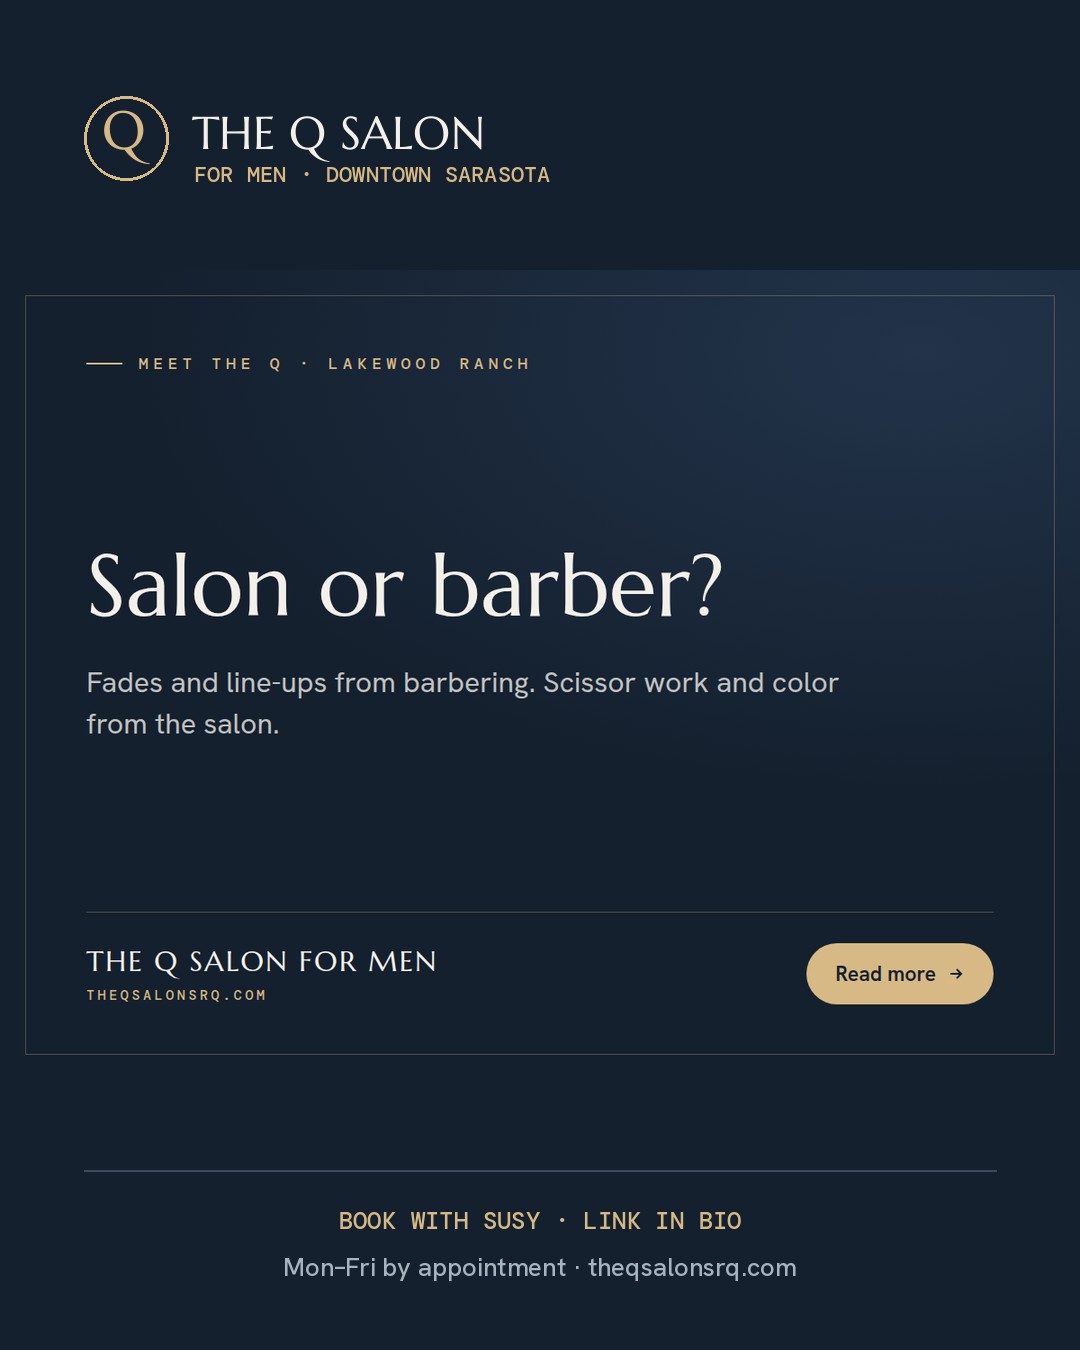 Q
THE Q SALON
FOR MEN · DOWNTOWN SARASOTA
MEET THE Q · LAKEWOOD RANCH
Salon or barber?
Fades and line-ups from barbering. Scissor work and color
from the salon.
THE Q SALON FOR MEN
THEQSALONSRQ.COM
Read more →
BOOK WITH SUSY · LINK IN BIO
Mon–Fri by appointment · theqsalonsrq.com